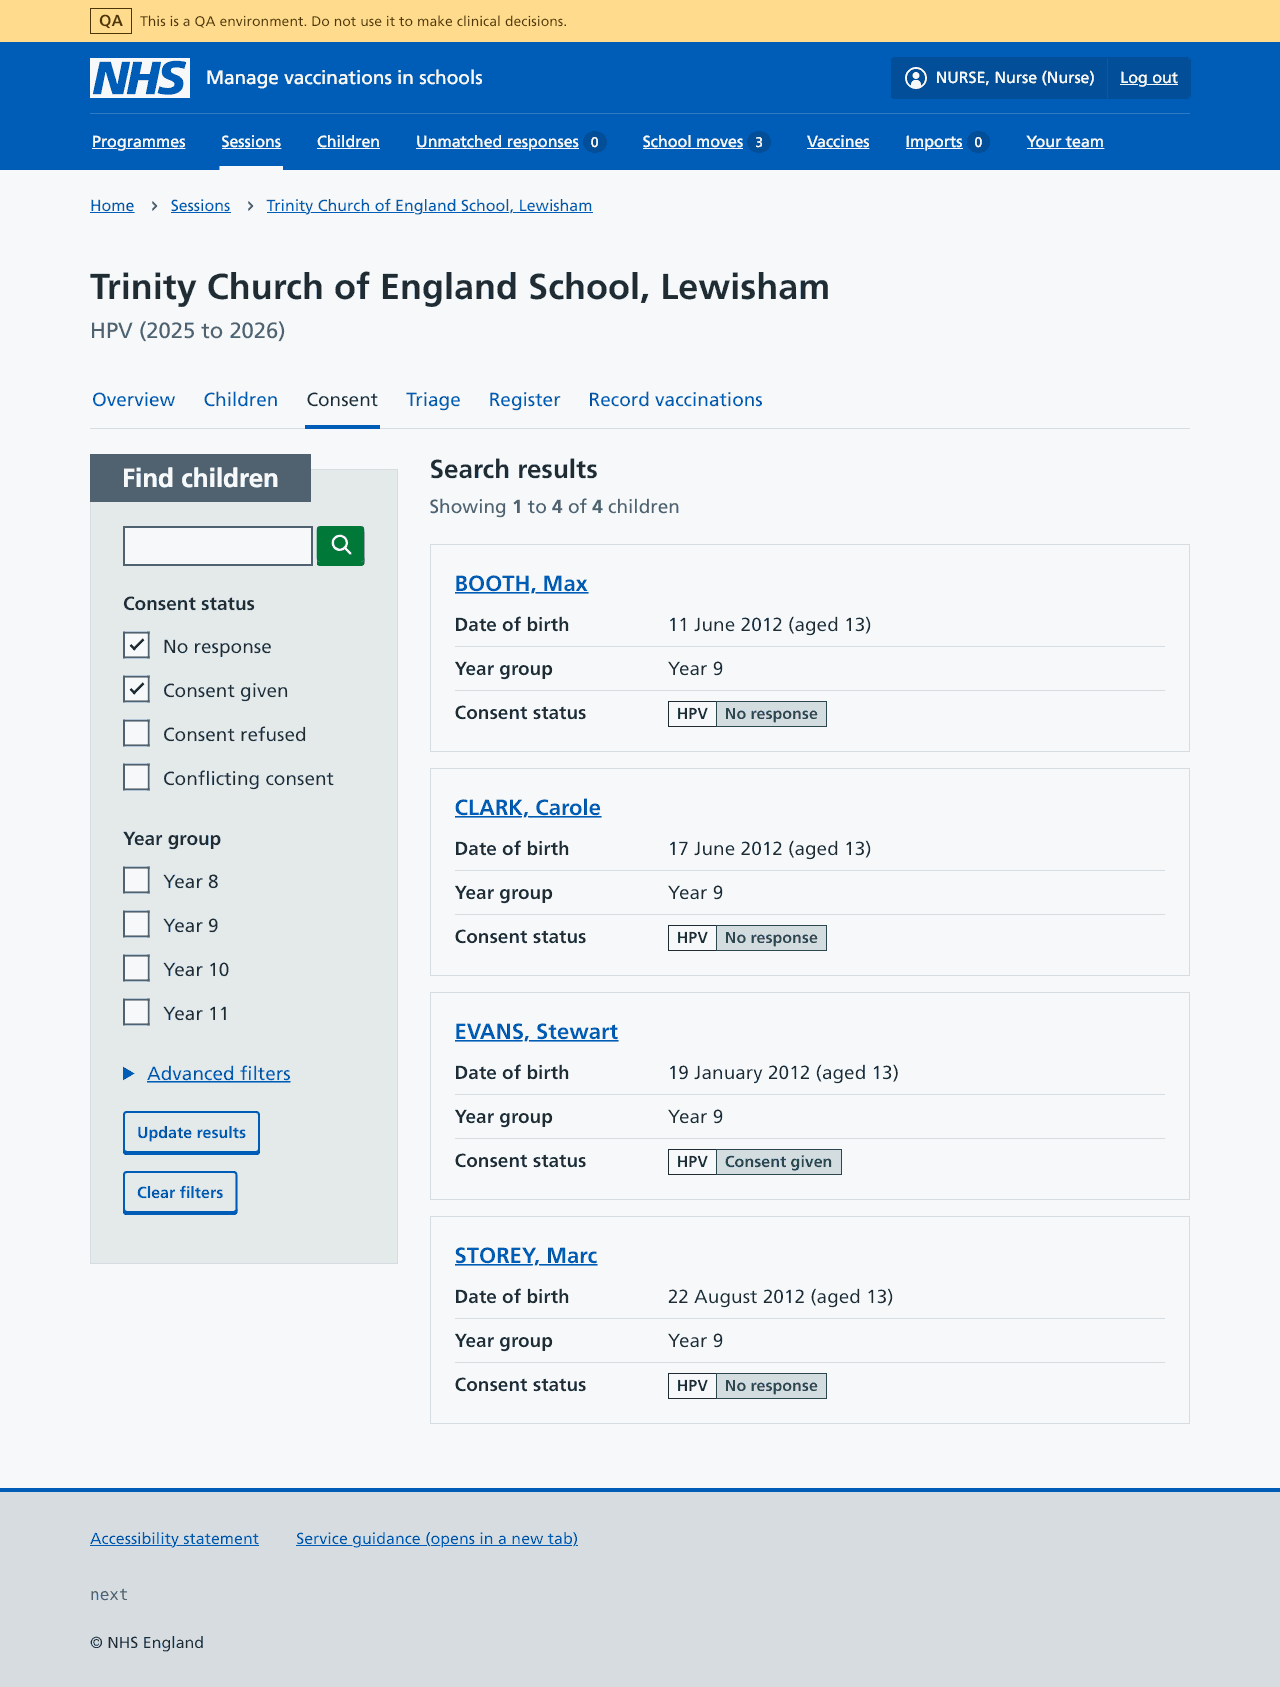 QA This is a QA environment. Do not use it to make clinical decisions.
NHS Manage vaccinations in schools NURSE, Nurse (Nurse) Log out
Programmes Sessions Children Unmatched responses 0 School moves 3 Vaccines Imports 0 Your team
Home Sessions Trinity Church of England School, Lewisham
Trinity Church of England School, Lewisham
HPV (2025 to 2026)
Overview Children Consent Triage Register Record vaccinations
Find children
Consent status
No response
Consent given
Consent refused
Conflicting consent
Year group
Year 8
Year 9
Year 10
Year 11
Advanced filters
Update results
Clear filters
Search results
Showing 1 to 4 of 4 children
BOOTH, Max
Date of birth 11 June 2012 (aged 13)
Year group Year 9
Consent status HPV No response
CLARK, Carole
Date of birth 17 June 2012 (aged 13)
Year group Year 9
Consent status HPV No response
EVANS, Stewart
Date of birth 19 January 2012 (aged 13)
Year group Year 9
Consent status HPV Consent given
STOREY, Marc
Date of birth 22 August 2012 (aged 13)
Year group Year 9
Consent status HPV No response
Accessibility statement Service guidance (opens in a new tab)
next
© NHS England